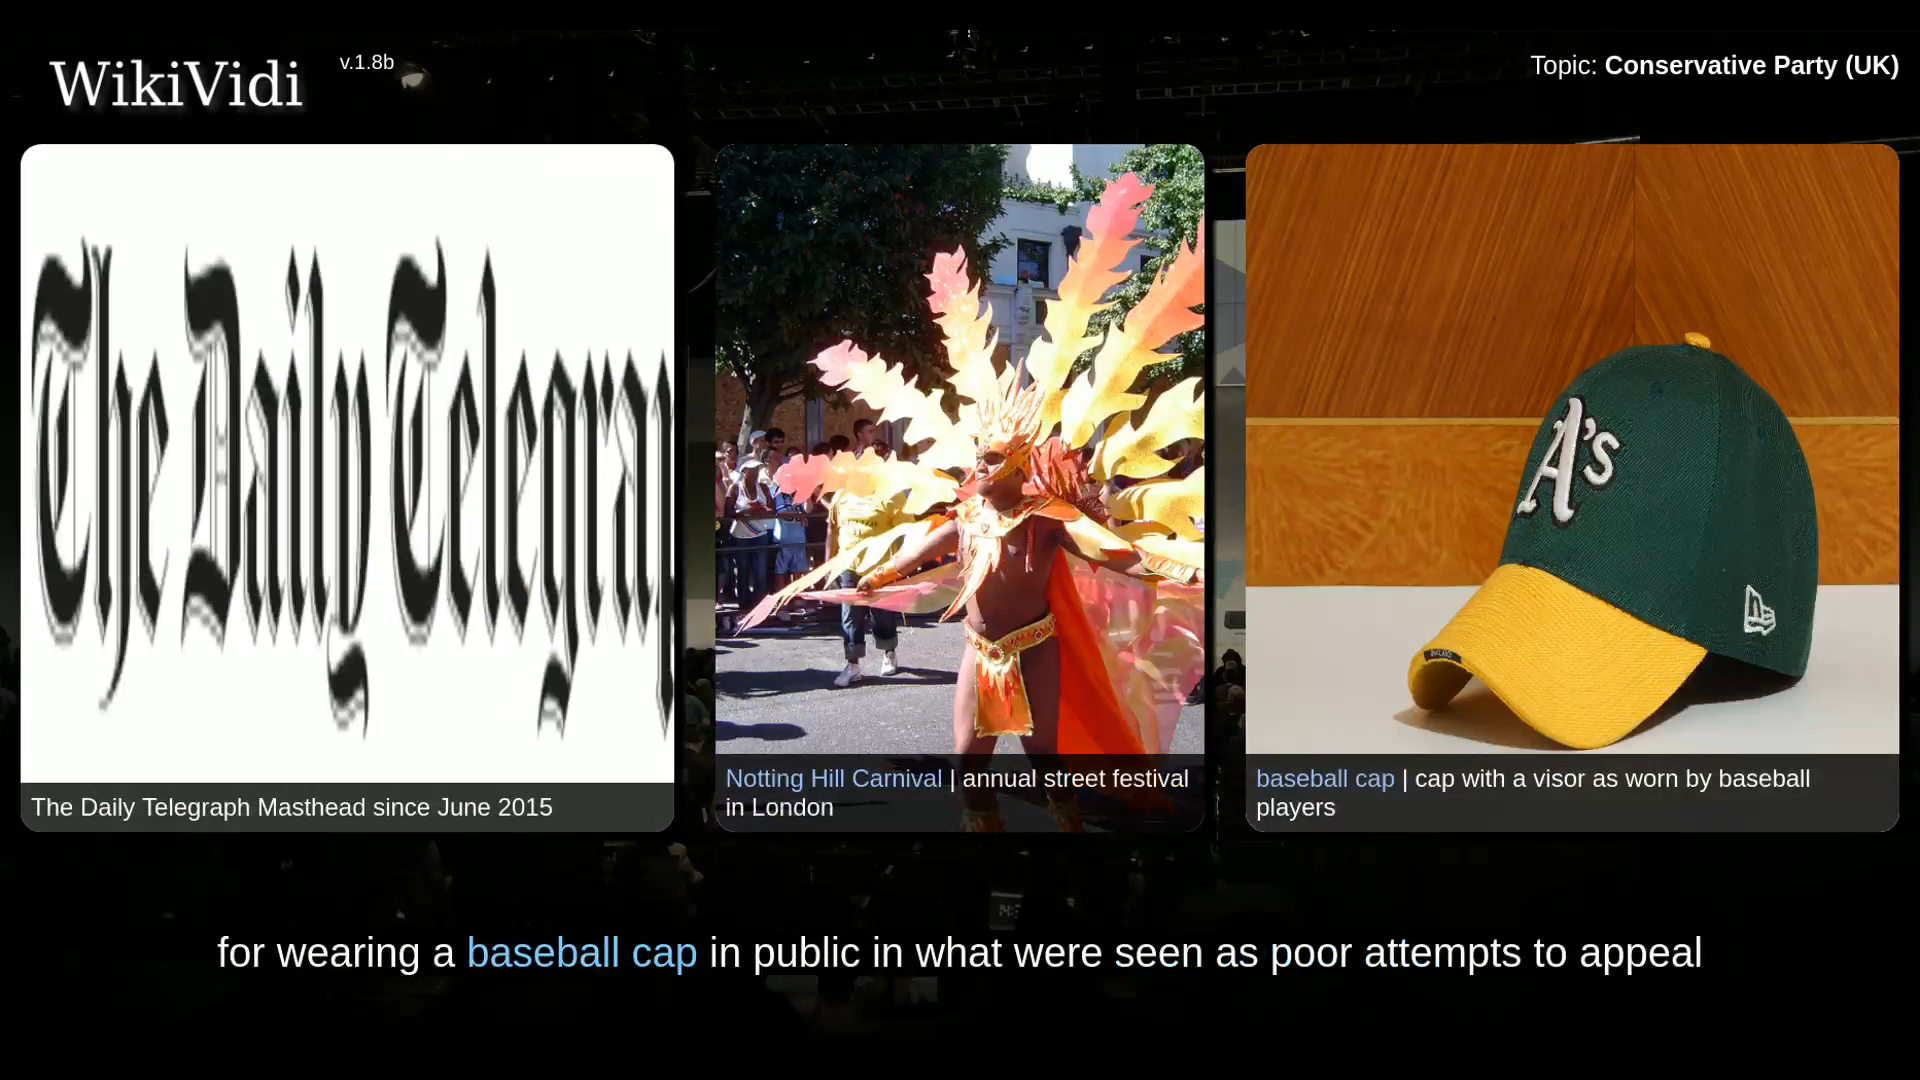 WikiVidi
v.1.8b
Topic: Conservative Party (UK)
The Daily Telegrap
A's
The Daily Telegraph Masthead since June 2015
Notting Hill Carnival | annual street festival
in London
baseball cap | cap with a visor as worn by baseball
players
for wearing a baseball cap in public in what were seen as poor attempts to appeal